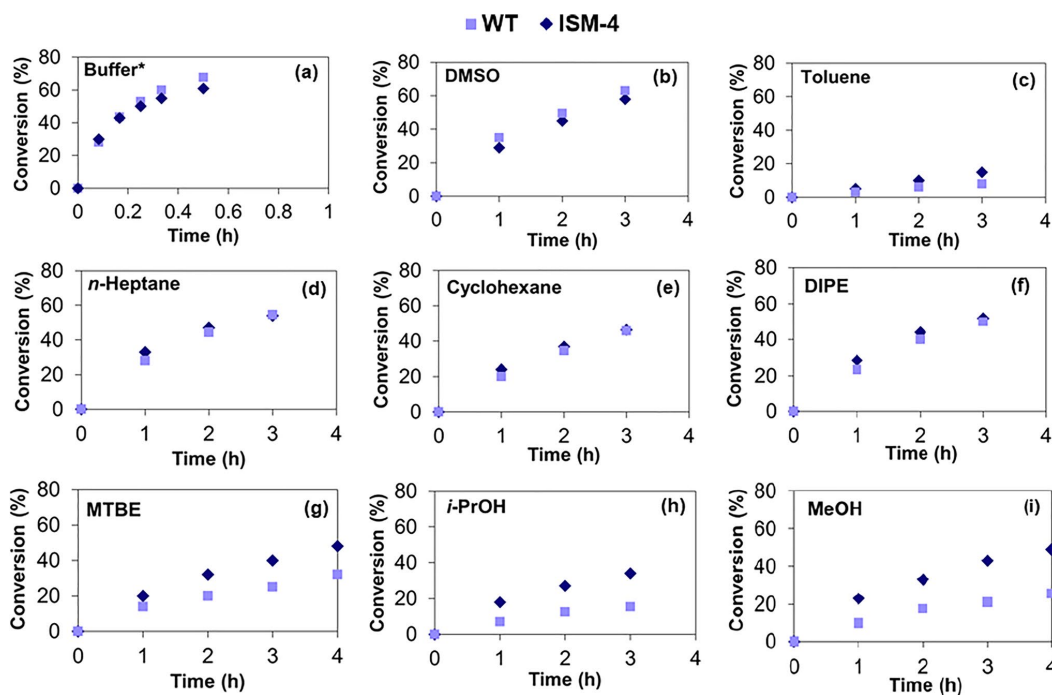 WT ISM-4
Buffer* (a)
Conversion (%)
80
60
40
20
0
0 0.2 0.4 0.6 0.8 1
Time (h)
DMSO (b)
Conversion (%)
80
60
40
20
0
0 1 2 3 4
Time (h)
Toluene (c)
Conversion (%)
80
60
40
20
0
0 1 2 3 4
Time (h)
n-Heptane (d)
Conversion (%)
80
60
40
20
0
0 1 2 3 4
Time (h)
Cyclohexane (e)
Conversion (%)
80
60
40
20
0
0 1 2 3 4
Time (h)
DIPE (f)
Conversion (%)
80
60
40
20
0
0 1 2 3 4
Time (h)
MTBE (g)
Conversion (%)
80
60
40
20
0
0 1 2 3 4
Time (h)
i-PrOH (h)
Conversion (%)
80
60
40
20
0
0 1 2 3 4
Time (h)
MeOH (i)
Conversion (%)
80
60
40
20
0
0 1 2 3 4
Time (h)